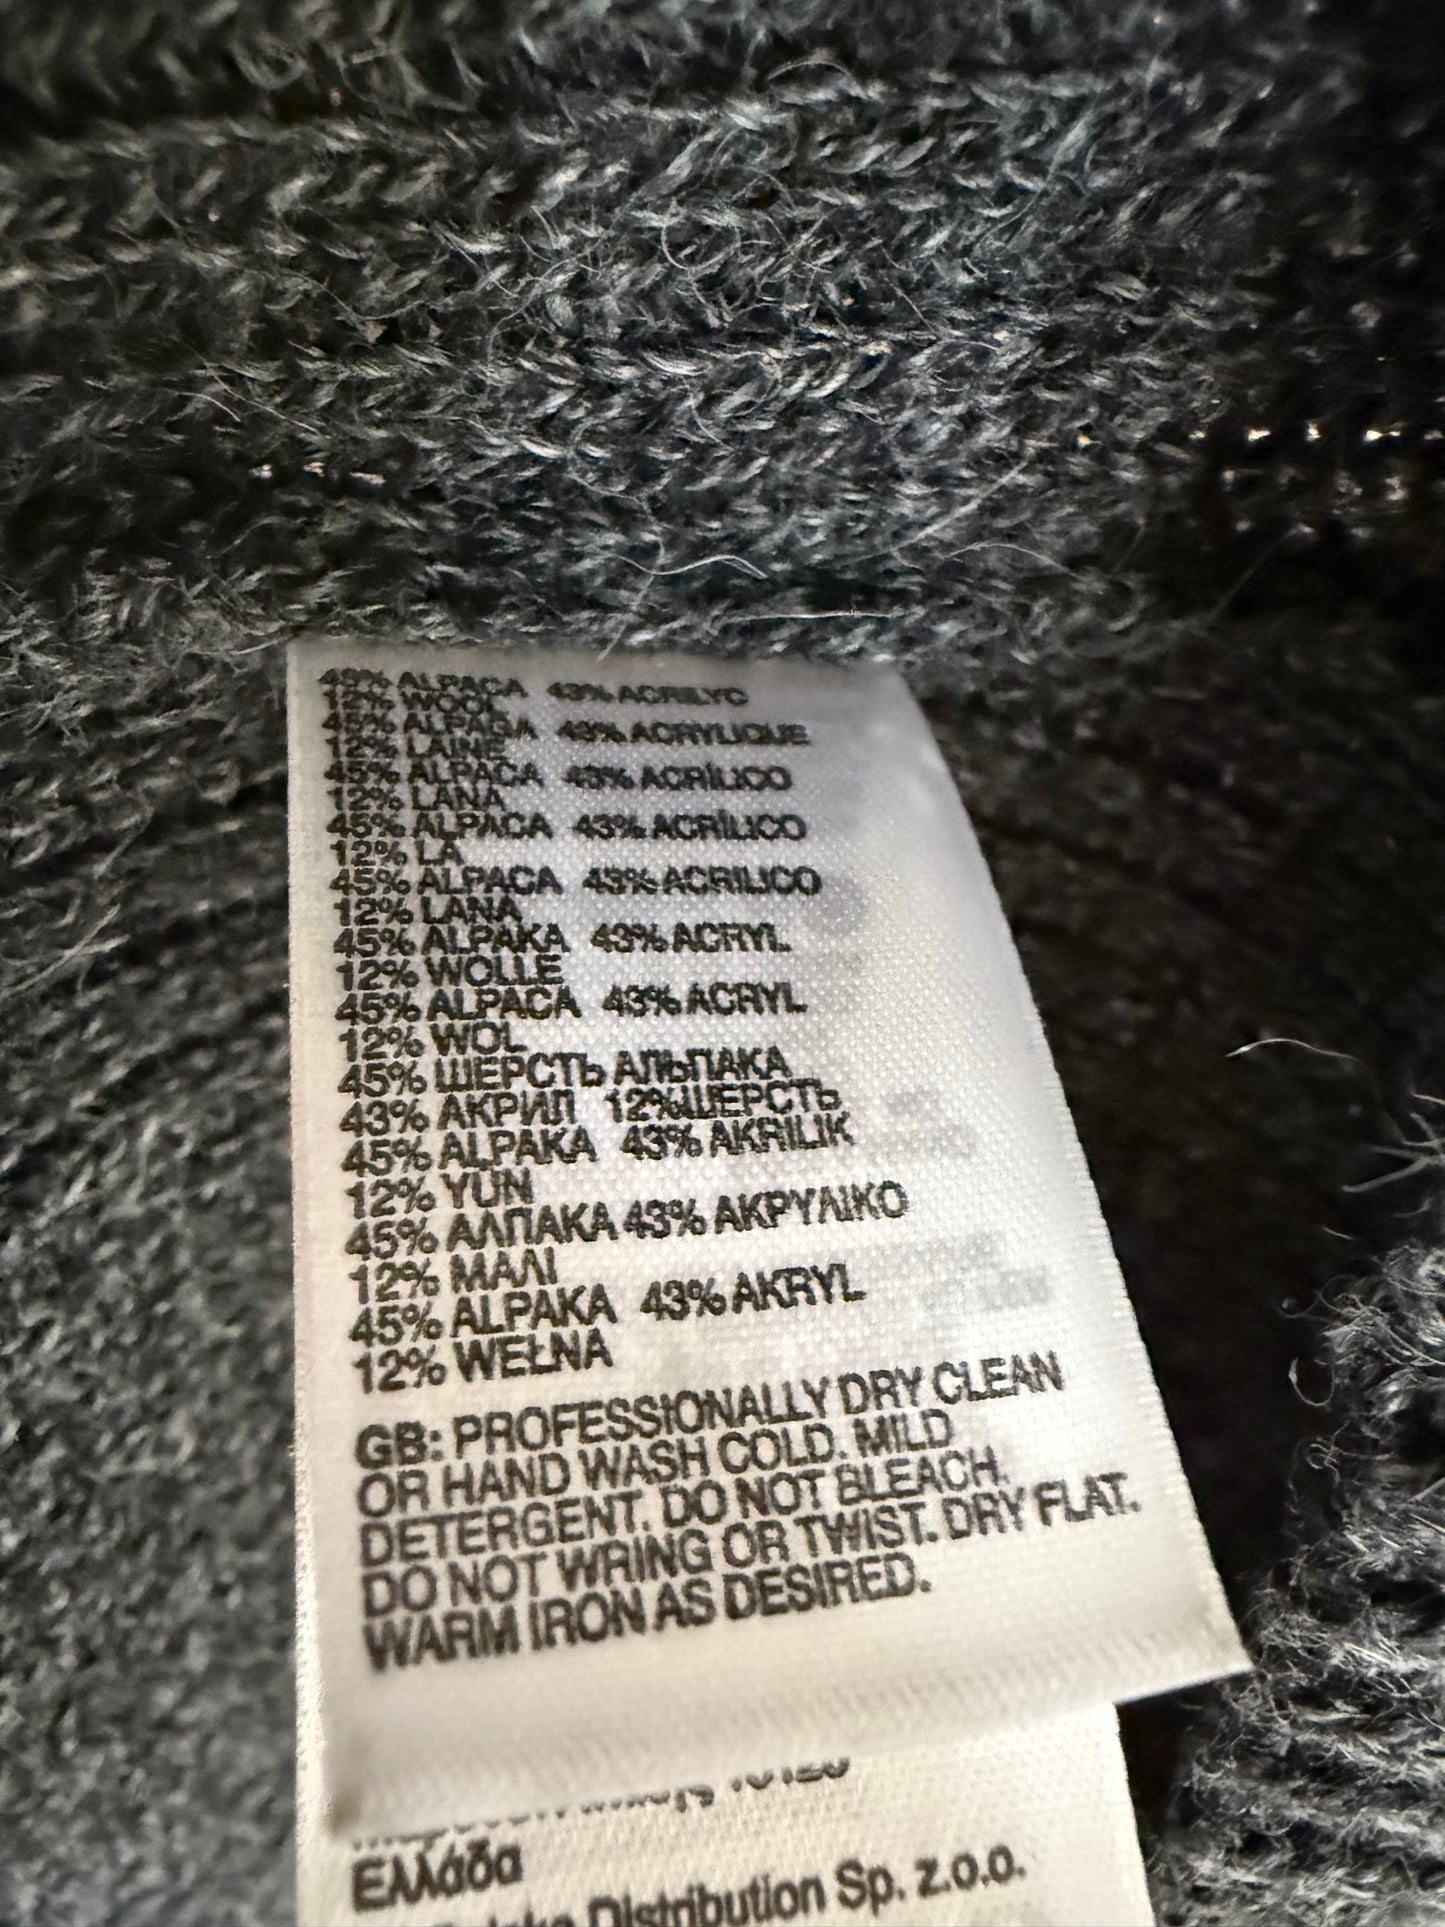 45% ALPACA 43% ACRILYC
12% WOOL
45% ALPAGA 43% ACRYLIQUE
12% LAINE
45% ALPACA 43% ACRÍLICO
12% LANA
45% ALPACA 43% ACRÍLICO
12% LA
45% ALPACA 43% ACRILICO
12% LANA
45% ALPAKA 43% ACRYL
12% WOLLE
45% ALPACA 43% ACRYL
12% WOL
45% ШЕРСТЬ АЛЬПАКА
43% АКРИЛ 12%ШЕРСТЬ
45% ALPAKA 43% AKRILIK
12% YUN
45% ΑΛΠΑΚΑ 43% ΑΚΡΥΛΙΚΟ
12% ΜΑΛΙ
45% ALPAKA 43% AKRYL
12% WEŁNA
GB: PROFESSIONALLY DRY CLEAN
OR HAND WASH COLD. MILD
DETERGENT. DO NOT BLEACH.
DO NOT WRING OR TWIST. DRY FLAT.
WARM IRON AS DESIRED.
Ελλάδα
Distribution Sp. z.o.o.